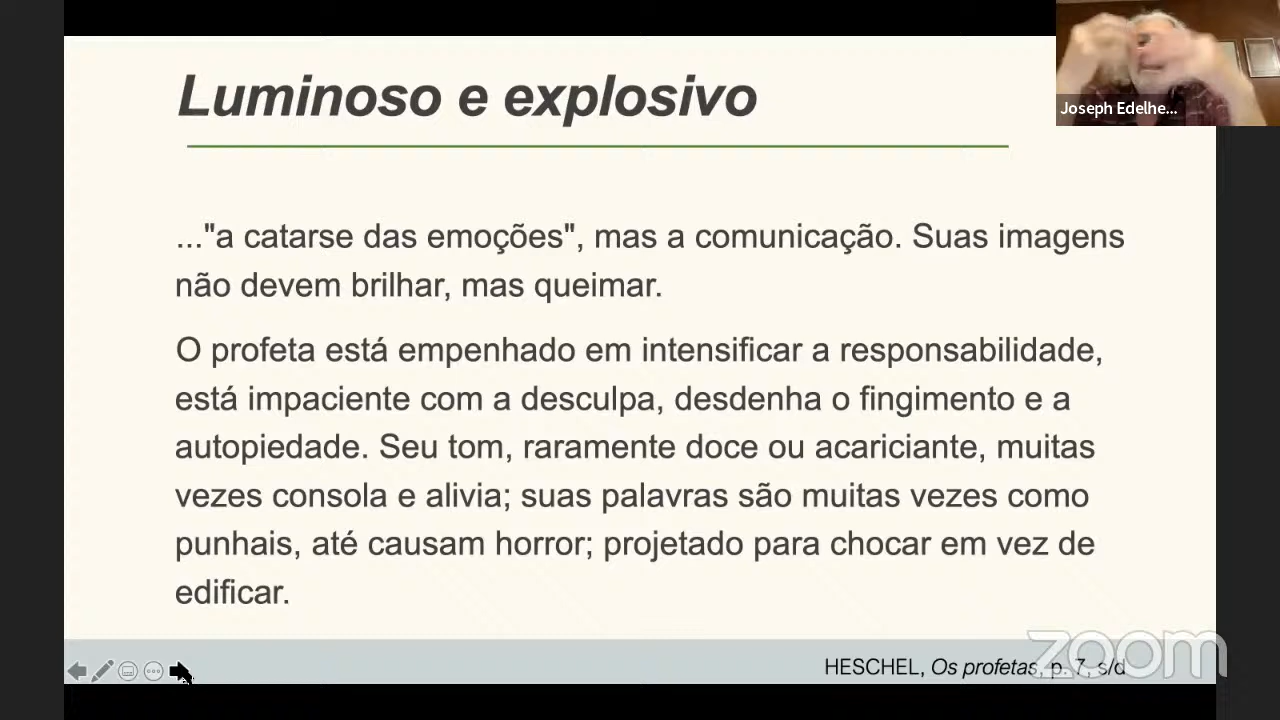 Luminoso e explosivo
Joseph Edelhe...
..."a catarse das emoções", mas a comunicação. Suas imagens
não devem brilhar, mas queimar.
O profeta está empenhado em intensificar a responsabilidade,
está impaciente com a desculpa, desdenha o fingimento e a
autopiedade. Seu tom, raramente doce ou acariciante, muitas
vezes consola e alivia; suas palavras são muitas vezes como
punhais, até causam horror; projetado para chocar em vez de
edificar.
HESCHEL, Os profetas, p. 7, s/d
zoom